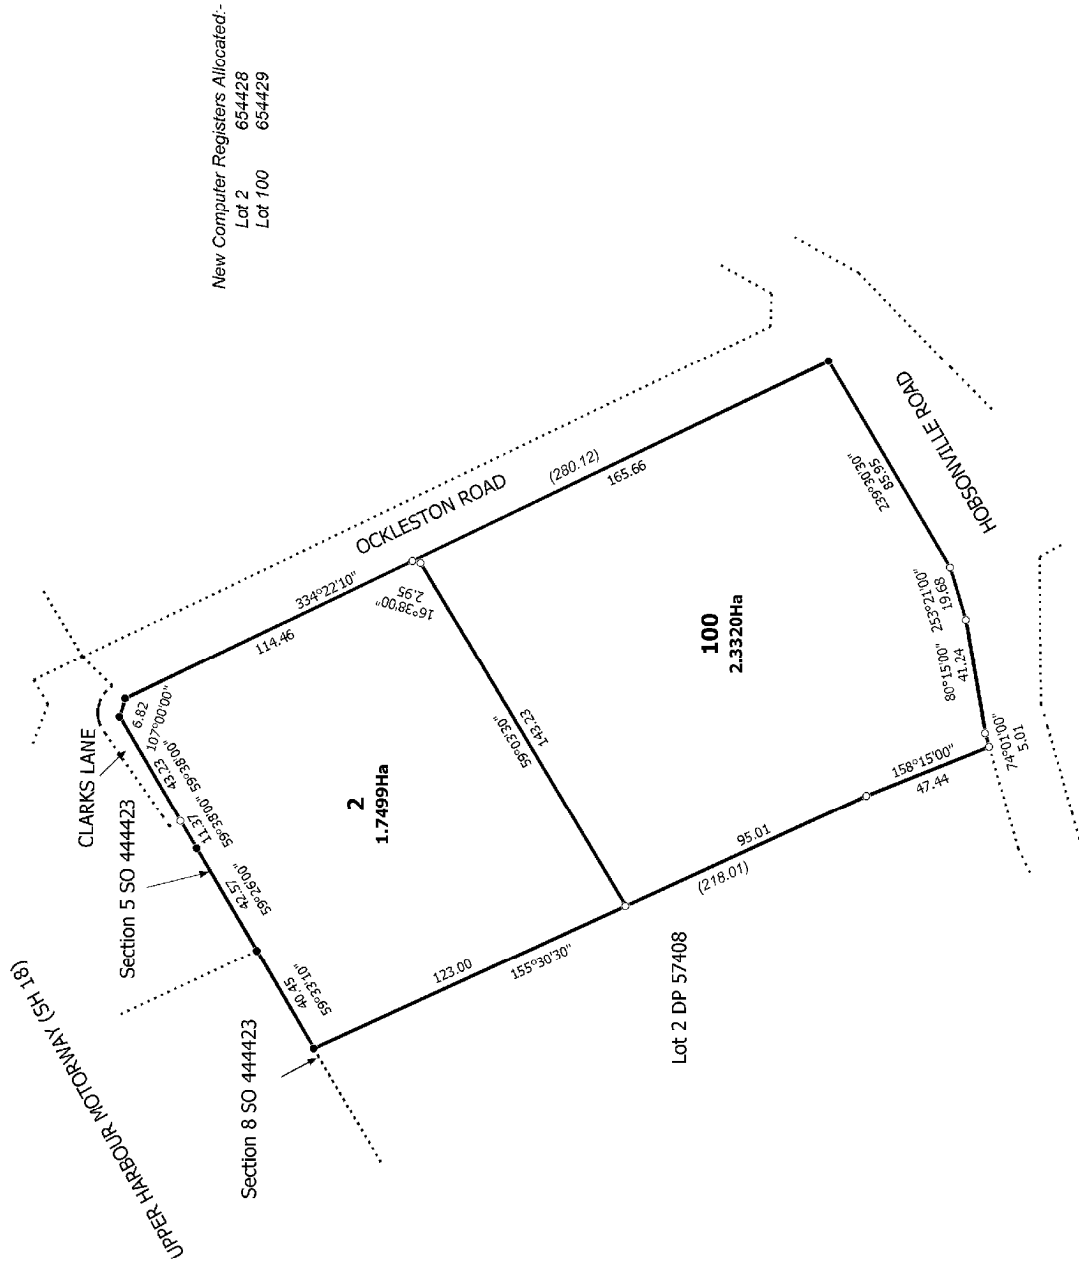 New Computer Registers Allocated:-
Lot 2 654428
Lot 100 654429
UPPER HARBOUR MOTORWAY (SH 18)
CLARKS LANE
Section 5 SO 444423
Section 8 SO 444423
6.82
107°00'00"
43.23
59°38'00"
11.37
59°38'00"
42.57
59°26'00"
40.45
59°33'10"
114.46
334°22'10"
OCKLESTON ROAD
(280.12)
165.66
16°38'00"
2.95
2
1.7499Ha
59°03'30"
143.23
123.00
155°30'30"
Lot 2 DP 57408
95.01
(218.01)
100
2.3320Ha
239°30'30"
85.95
HOBSONVILLE ROAD
253°21'00"
19.68
80°15'00"
41.24
74°01'00"
5.01
158°15'00"
47.44